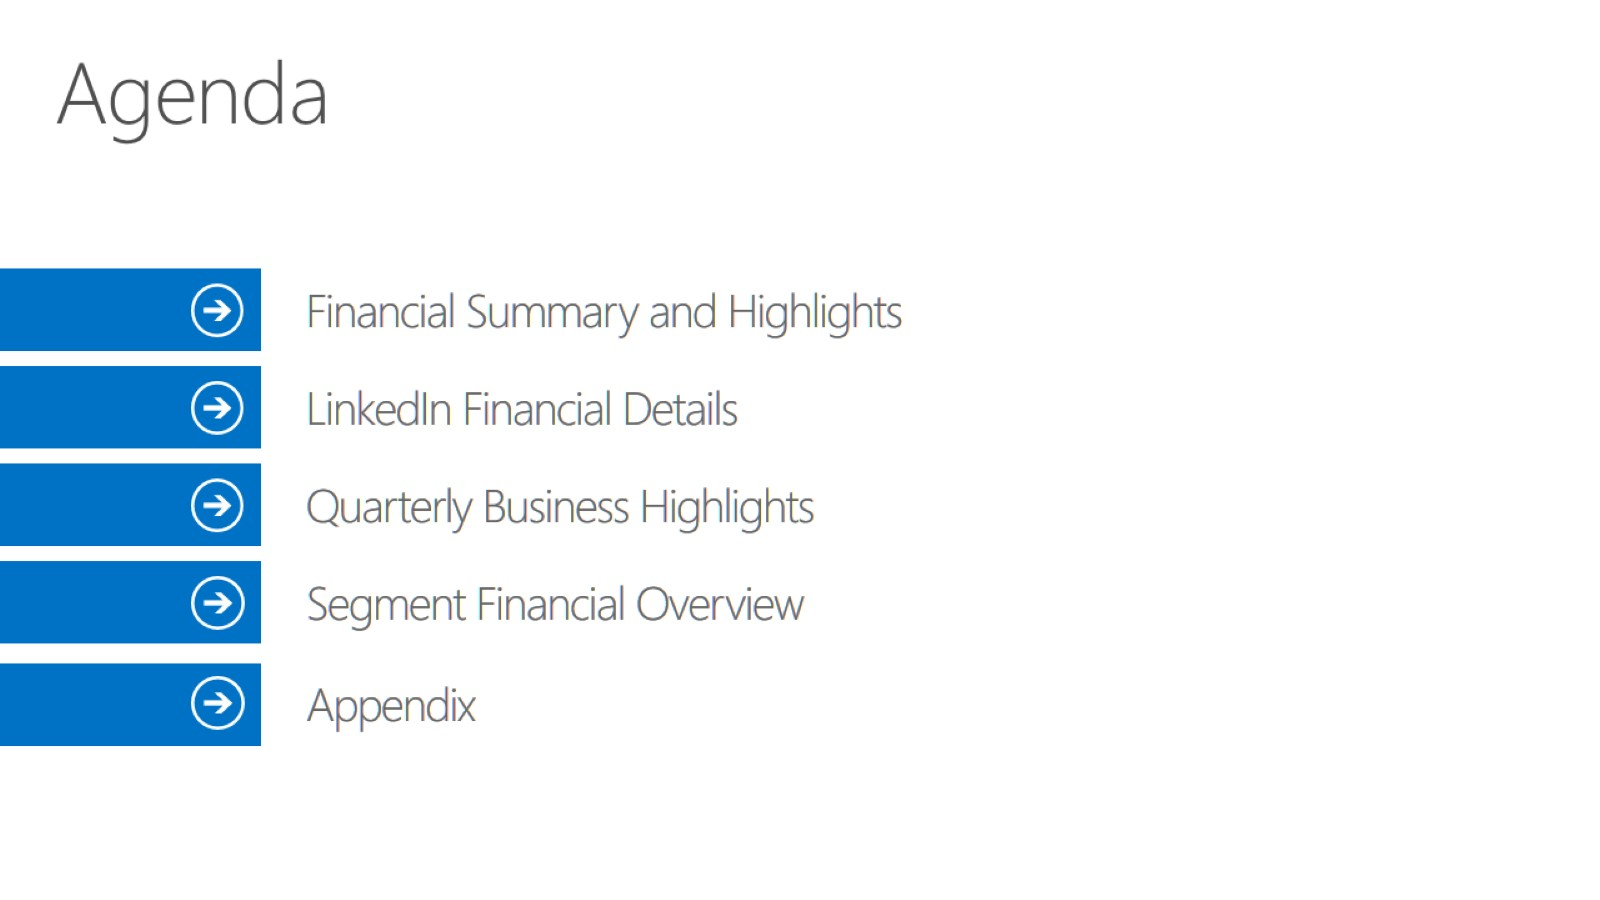 Agenda
Financial Summary and Highlights
LinkedIn Financial Details
Quarterly Business Highlights
Segment Financial Overview
Appendix